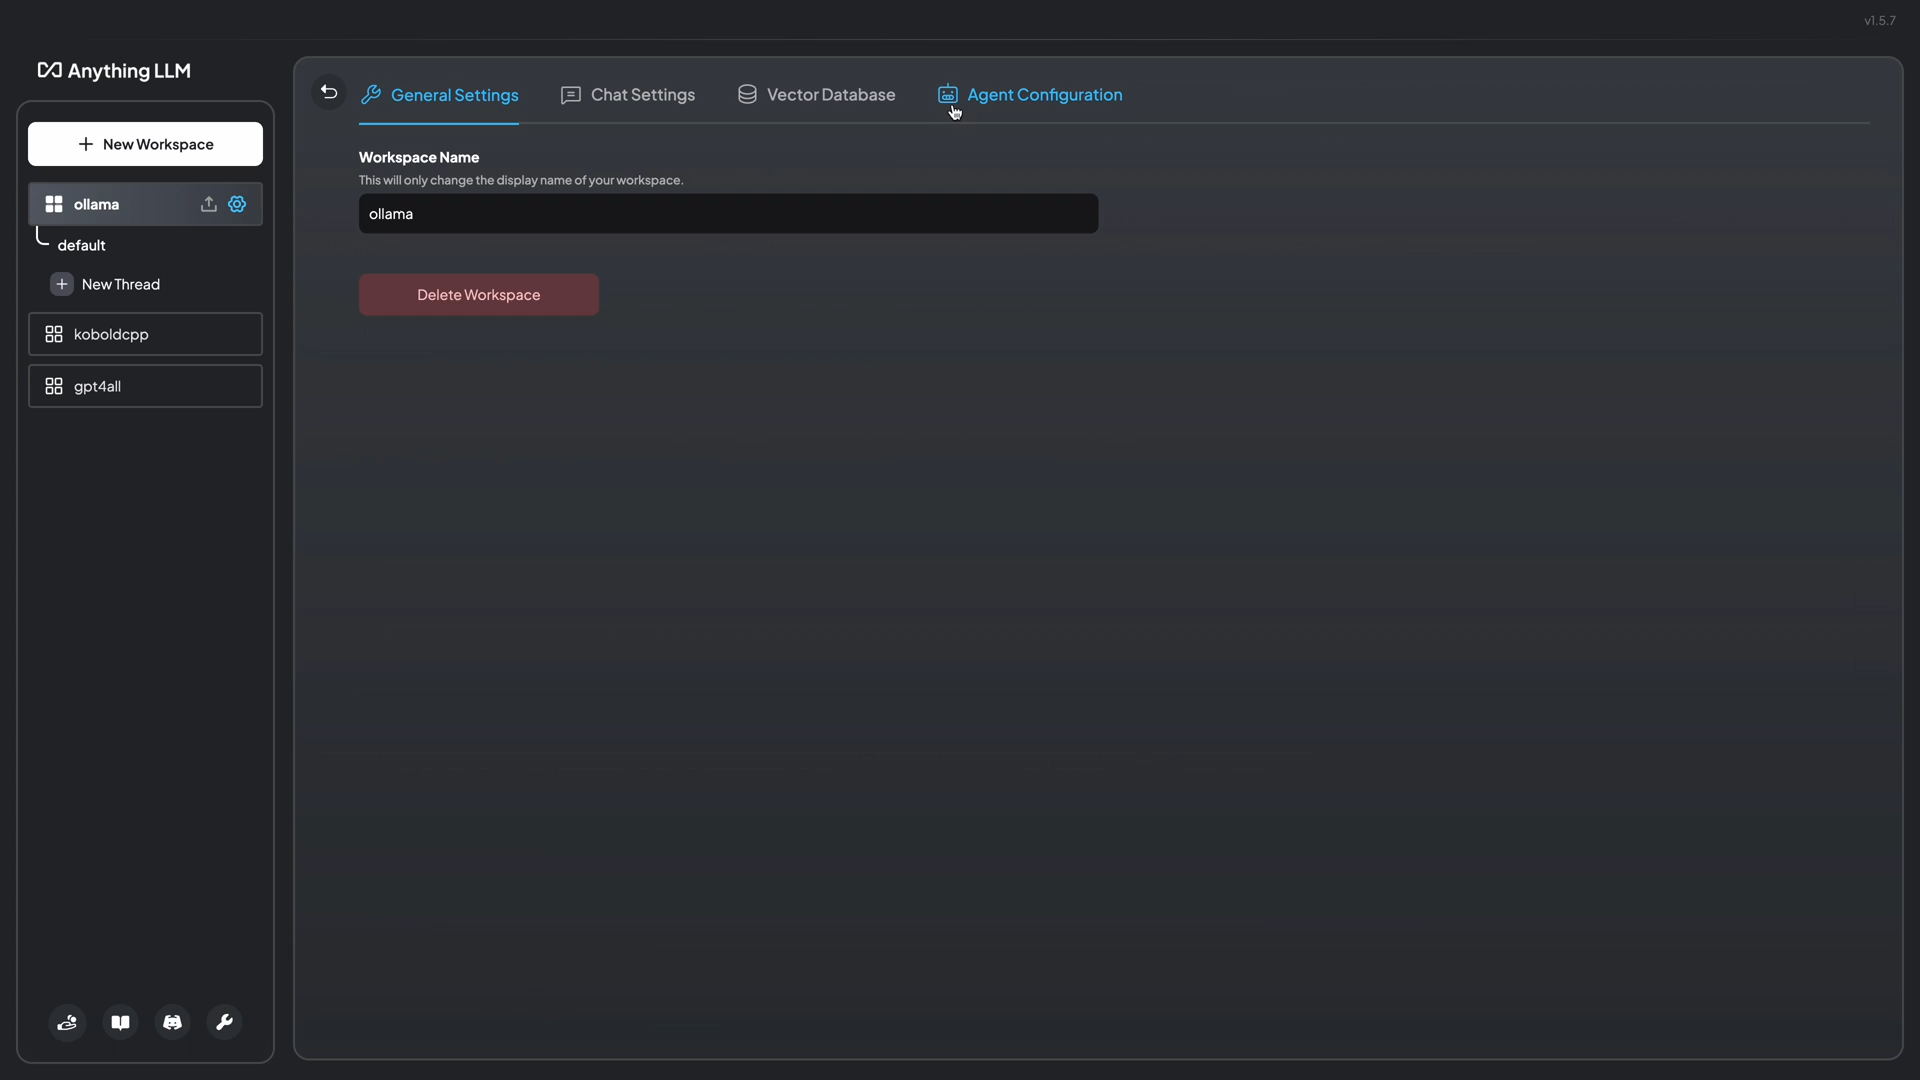 v1.5.7
Anything LLM
New Workspace
ollama
default
New Thread
koboldcpp
gpt4all
General Settings
Chat Settings
Vector Database
Agent Configuration
Workspace Name
This will only change the display name of your workspace.
ollama
Delete Workspace